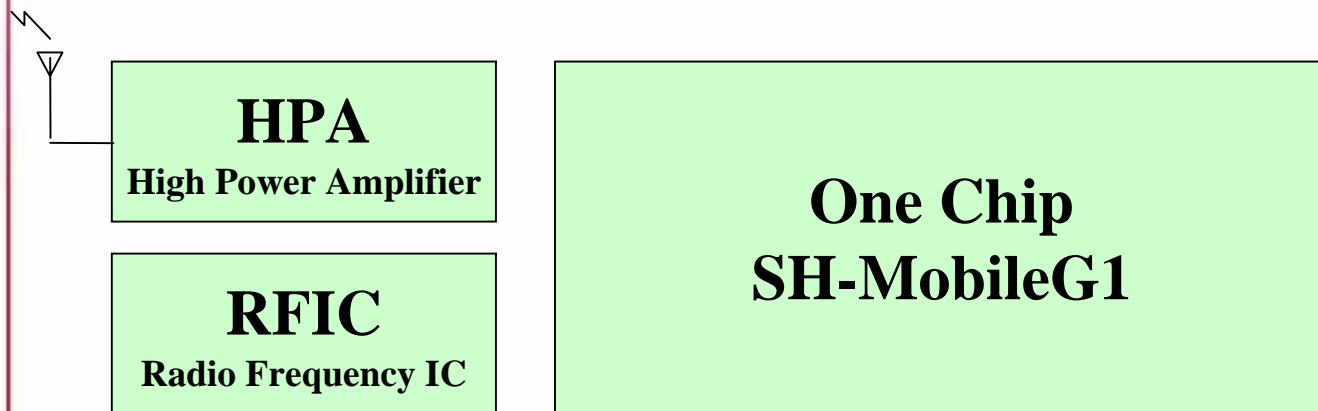 HPA
High Power Amplifier
RFIC
Radio Frequency IC
One Chip
SH-MobileG1